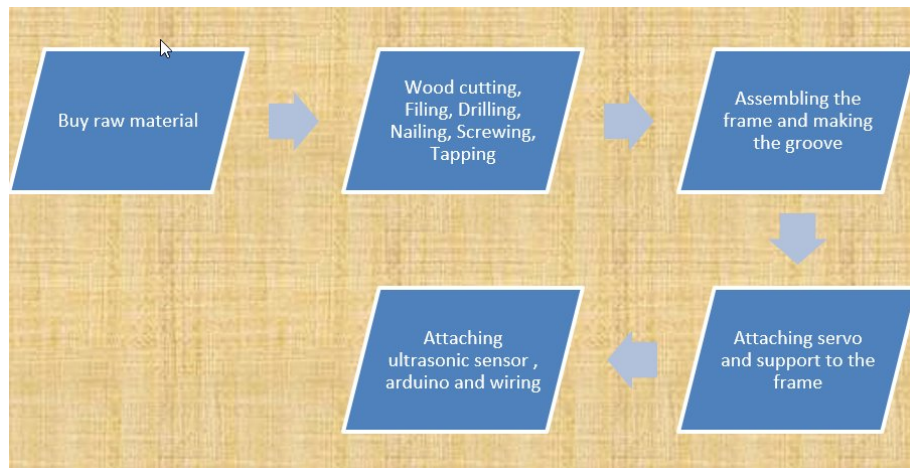 Buy raw material
Wood cutting,
Filing, Drilling,
Nailing, Screwing,
Tapping
Assembling the
frame and making
the groove
Attaching servo
and support to the
frame
Attaching
ultrasonic sensor ,
arduino and wiring